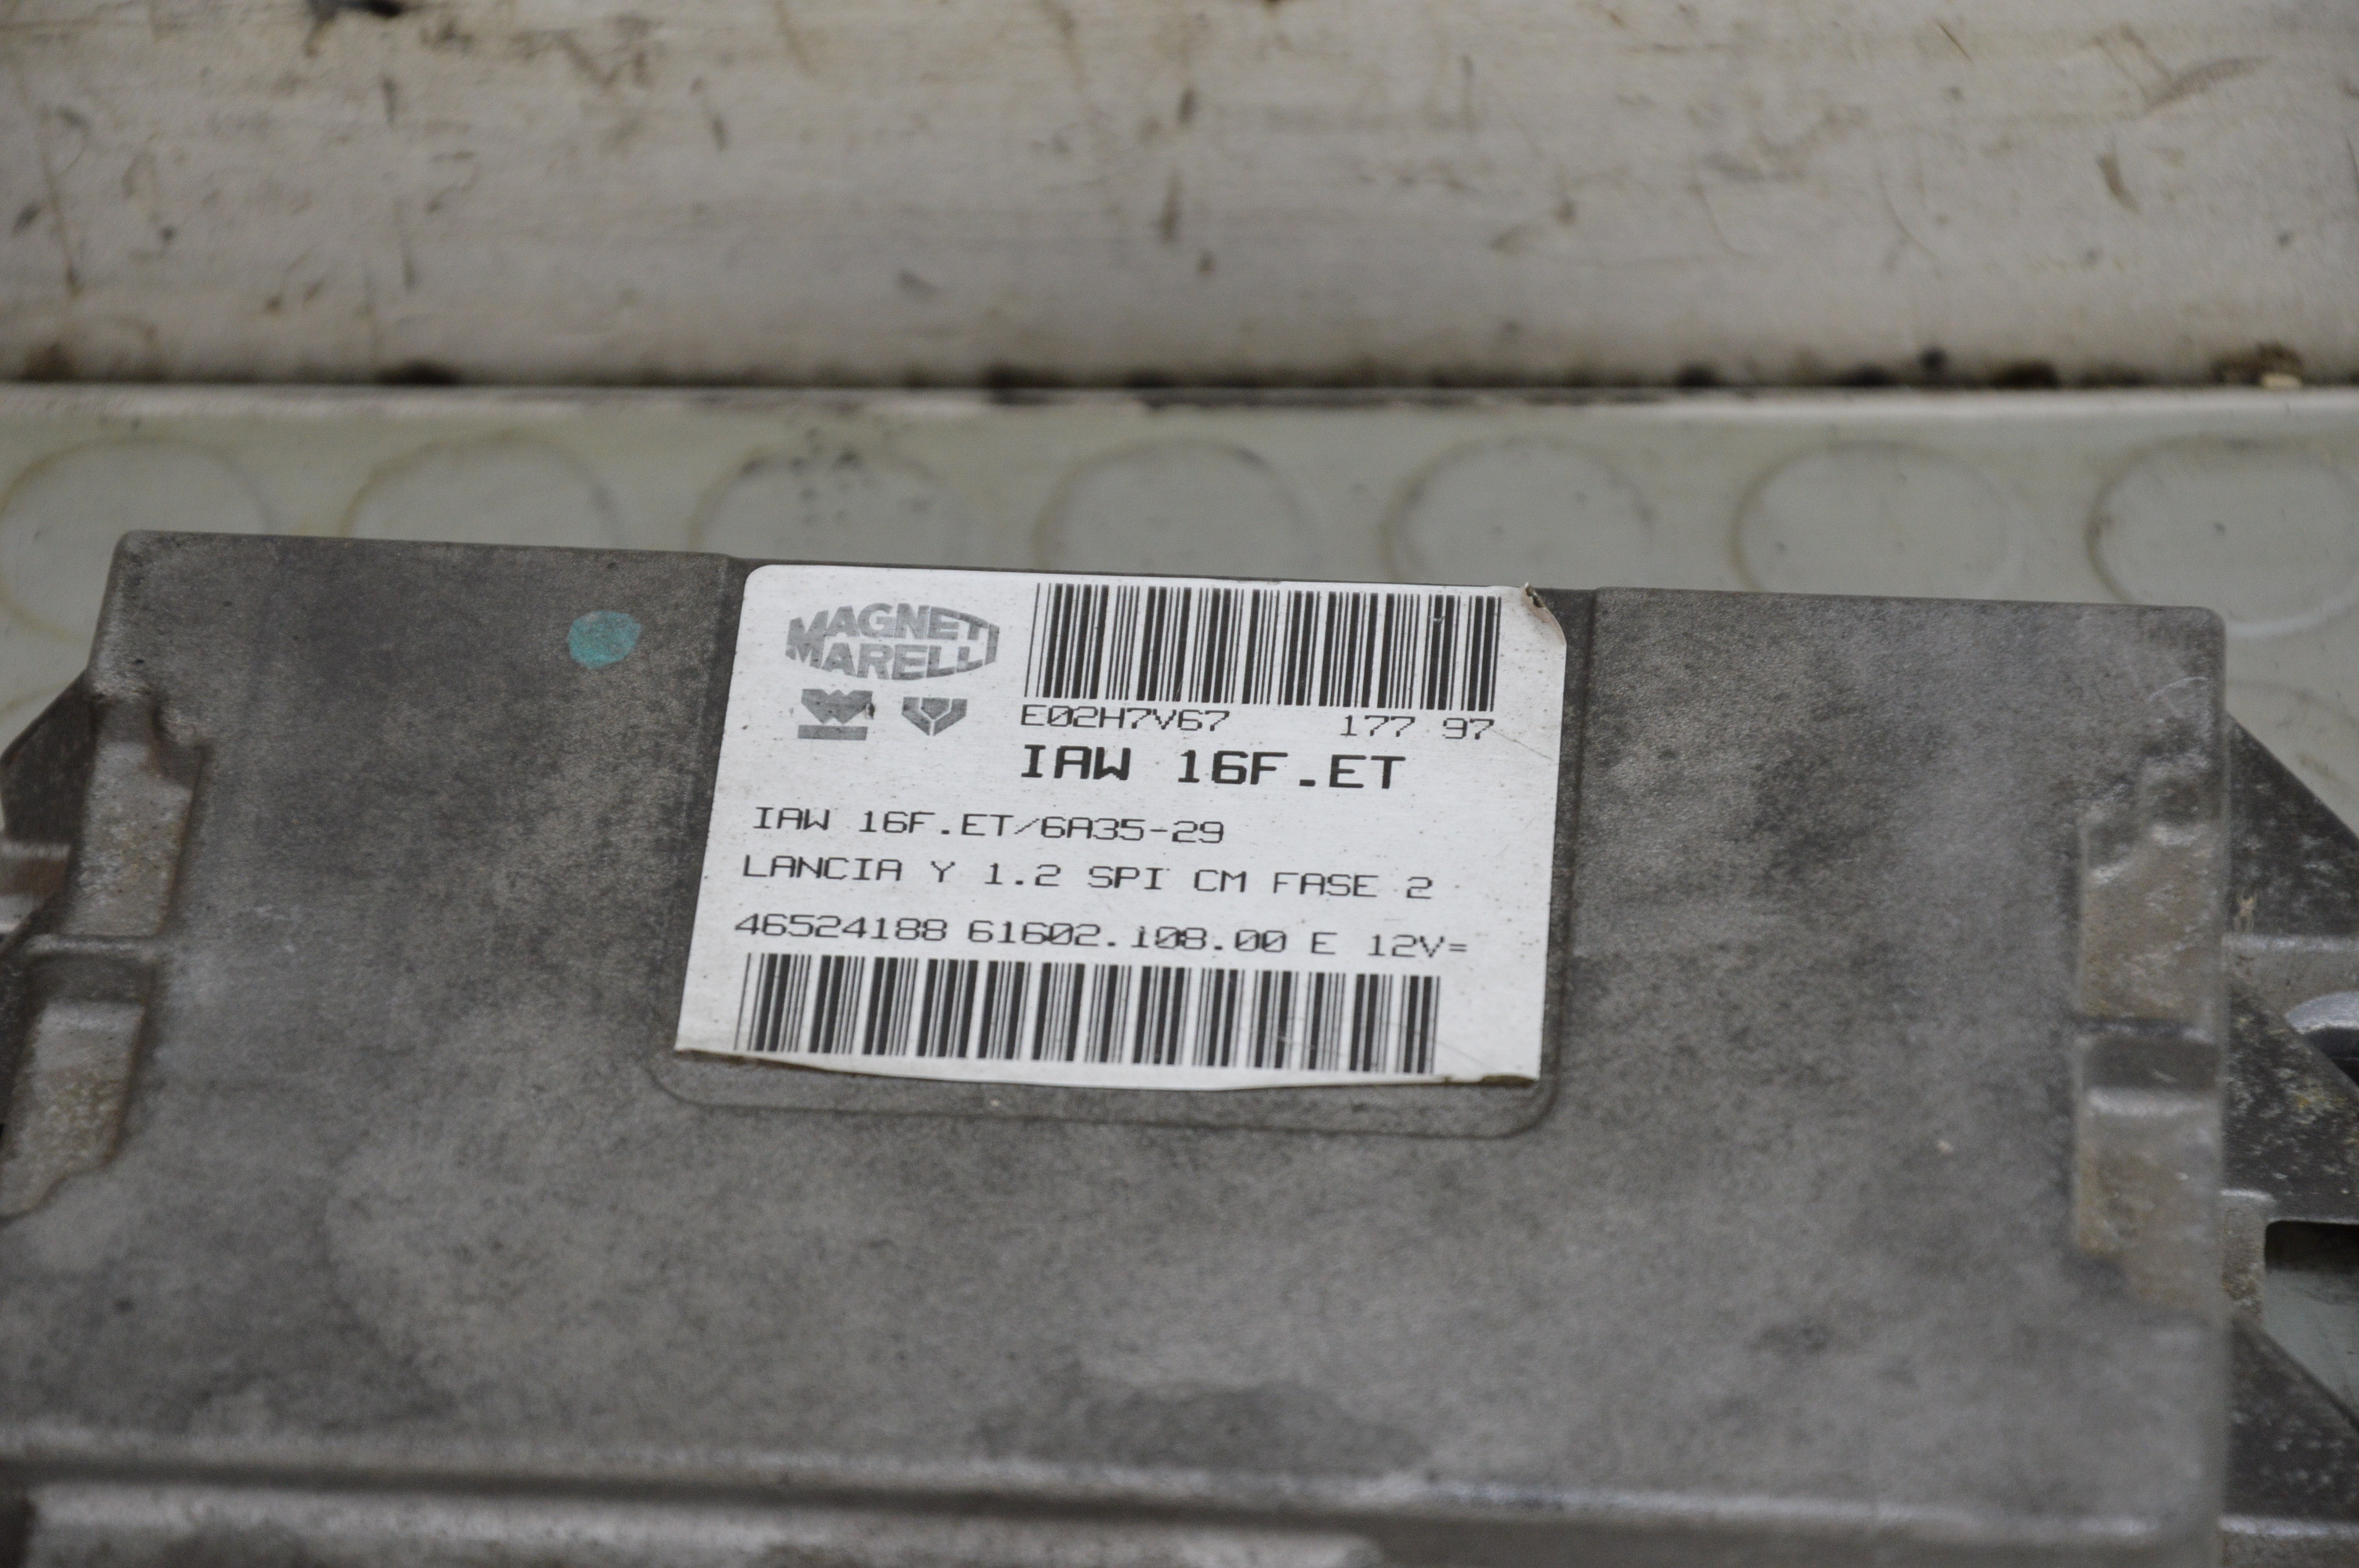 MAGNETI
MARELLI
E02H7V67 177 97
IAW 16F.ET
IAW 16F.ET/6A35-29
LANCIA Y 1.2 SPI CM FASE 2
46524188 61602.108.00 E 12V=